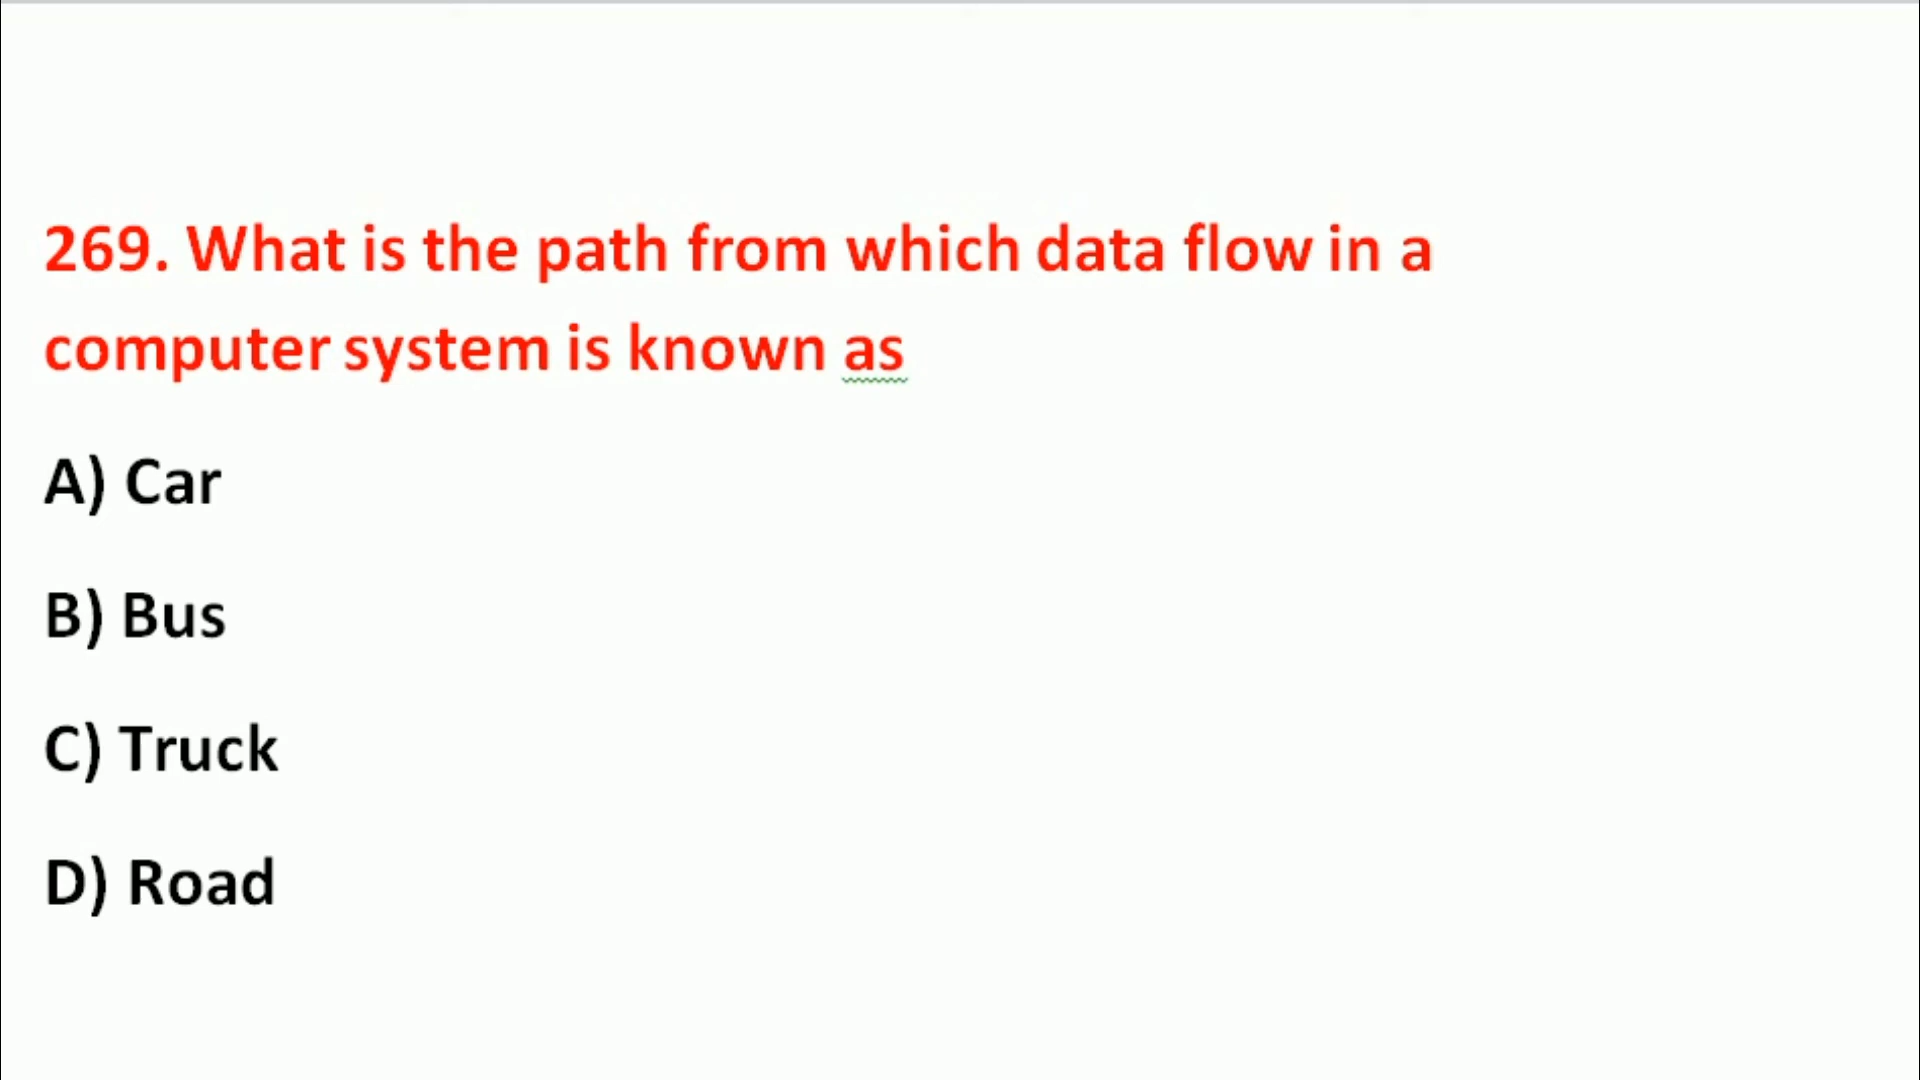 269. What is the path from which data flow in a
computer system is known as
A) Car
B) Bus
C) Truck
D) Road